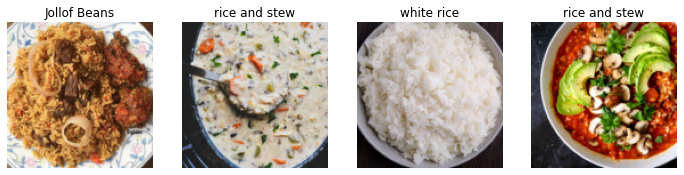 Jollof Beans
rice and stew
white rice
rice and stew